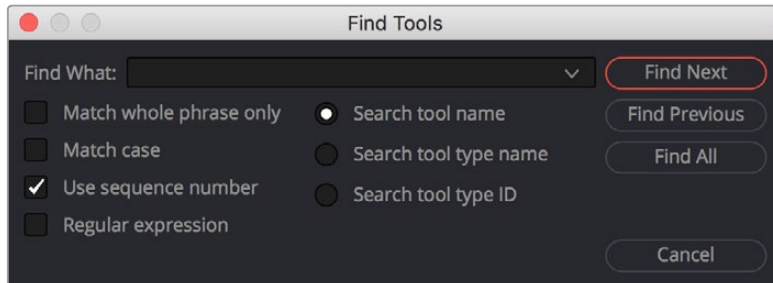 Find Tools
Find What:
Find Next
Match whole phrase only
Search tool name
Find Previous
Match case
Search tool type name
Find All
Use sequence number
Search tool type ID
Regular expression
Cancel